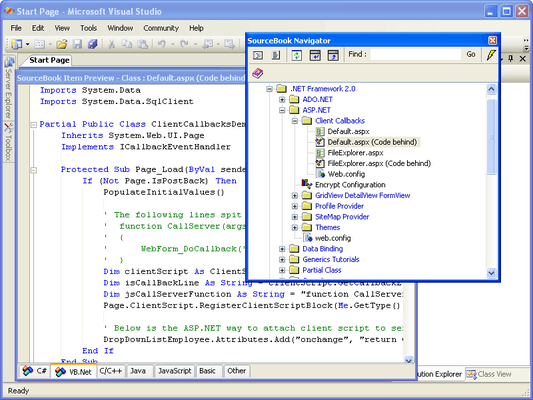 Start Page - Microsoft Visual Studio
File Edit View Tools Window Community Help
Start Page
Server Explorer
Toolbox
SourceBook Item Preview - Class : Default.aspx (Code behind)
Imports System.Data
Imports System.Data.SqlClient
Partial Public Class ClientCallbacksDem
Inherits System.Web.UI.Page
Implements ICallbackEventHandler
Protected Sub Page_Load(ByVal sende
If (Not Page.IsPostBack) Then
PopulateInitialValues()
' The following lines spit
' function CallServer(args
' {
' WebForm_DoCallback('
' }
Dim clientScript As ClientS
Dim isCallBackLine As String = clientScript.GetCallbackE
Dim jsCallServerFunction As String = "function CallServer
Page.ClientScript.RegisterClientScriptBlock(Me.GetType()
' Below is the ASP.NET way to attach client script to se
DropDownListEmployee.Attributes.Add("onchange", "return
End If
End Sub
C# VB.Net C/C++ Java JavaScript Basic Other
SourceBook Navigator
Find : Go
.NET Framework 2.0
ADO.NET
ASP.NET
Client Callbacks
Default.aspx
Default.aspx (Code behind)
FileExplorer.aspx
FileExplorer.aspx (Code behind)
Web.config
Encrypt Configuration
GridView DetailView FormView
Profile Provider
SiteMap Provider
Themes
web.config
Data Binding
Generics Tutorials
Partial Class
ution Explorer Class View
Ready